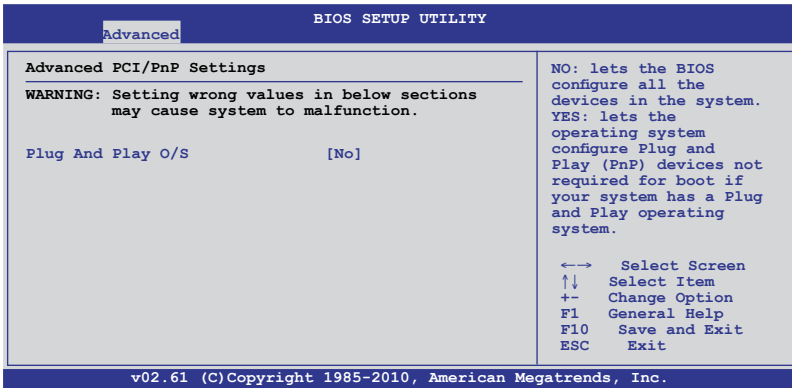 BIOS SETUP UTILITY
Advanced
Advanced PCI/PnP Settings
WARNING: Setting wrong values in below sections
may cause system to malfunction.
Plug And Play O/S [No]
NO: lets the BIOS
configure all the
devices in the system.
YES: lets the
operating system
configure Plug and
Play (PnP) devices not
required for boot if
your system has a Plug
and Play operating
system.
←→ Select Screen
↑↓ Select Item
+- Change Option
F1 General Help
F10 Save and Exit
ESC Exit
v02.61 (C)Copyright 1985-2010, American Megatrends, Inc.